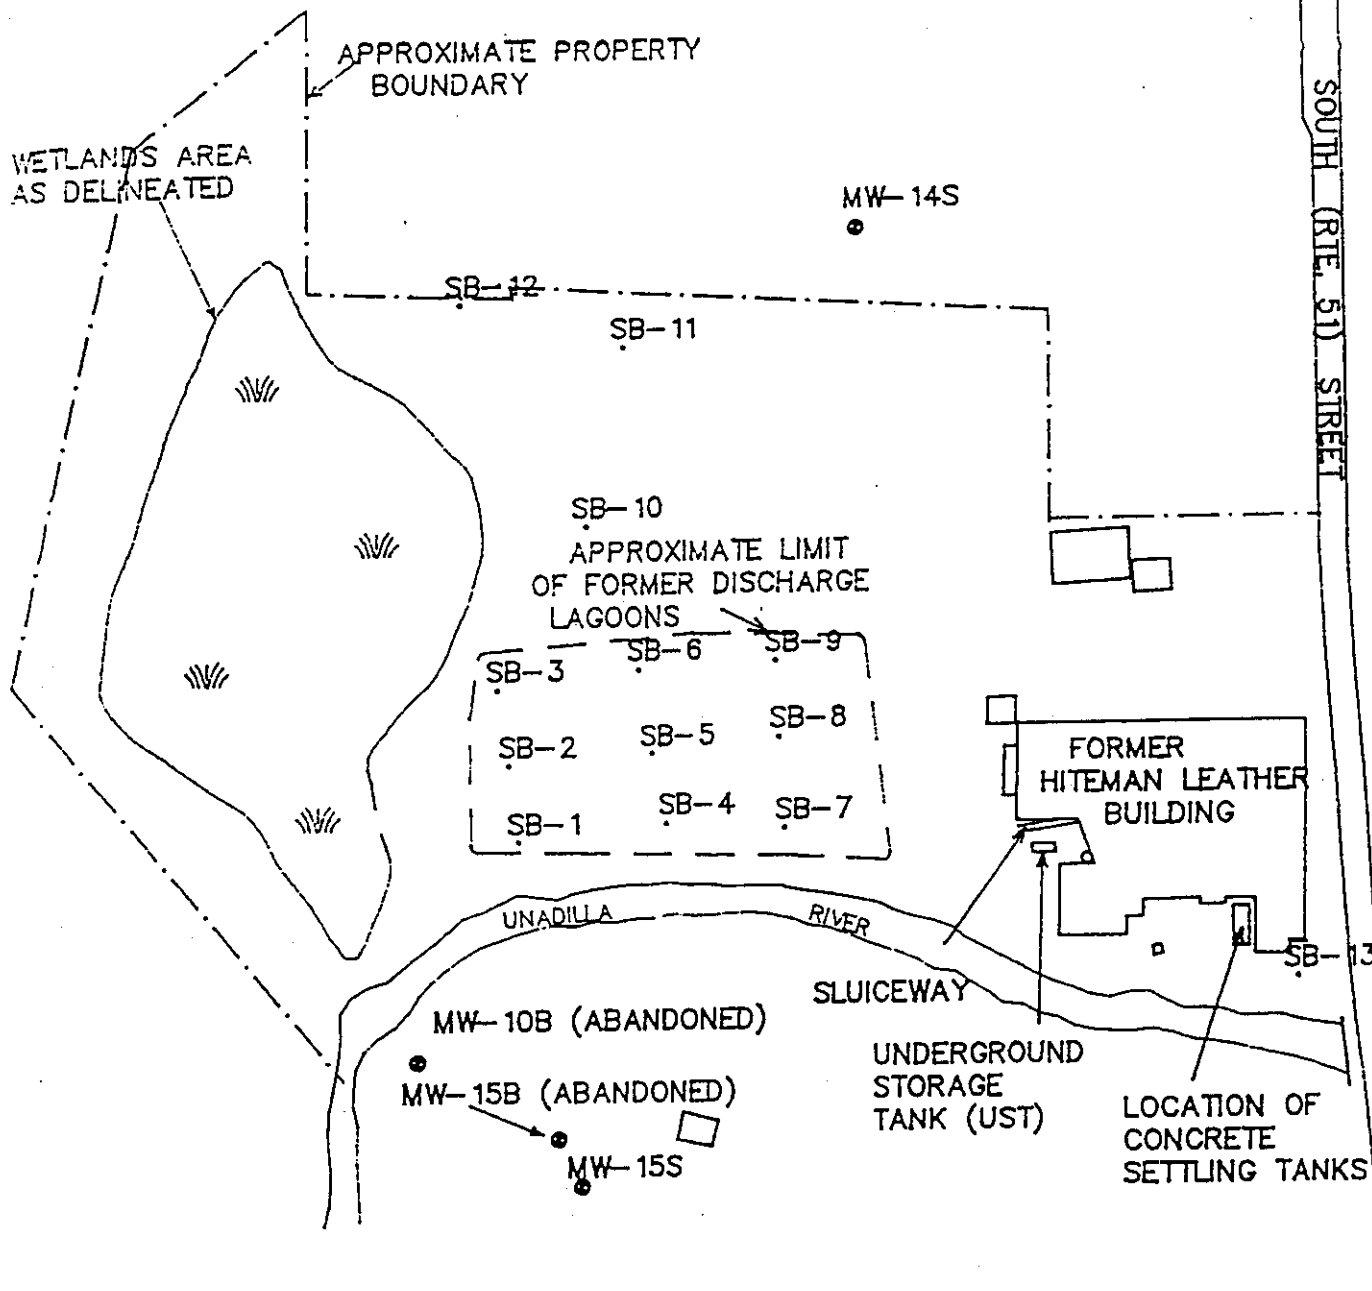 APPROXIMATE PROPERTY
BOUNDARY
WETLANDS AREA
AS DELINEATED
MW-14S
SOUTH (RTE. 51) STREET
SB-12
SB-11
SB-10
APPROXIMATE LIMIT
OF FORMER DISCHARGE
LAGOONS
SB-9
SB-6
SB-3
SB-8
SB-5
SB-2
SB-7
SB-4
SB-1
FORMER
HITEMAN LEATHER
BUILDING
UNADILLA RIVER
SB-13
SLUICEWAY
MW-10B (ABANDONED)
UNDERGROUND
STORAGE
TANK (UST)
MW-15B (ABANDONED)
LOCATION OF
CONCRETE
SETTLING TANKS
MW-15S